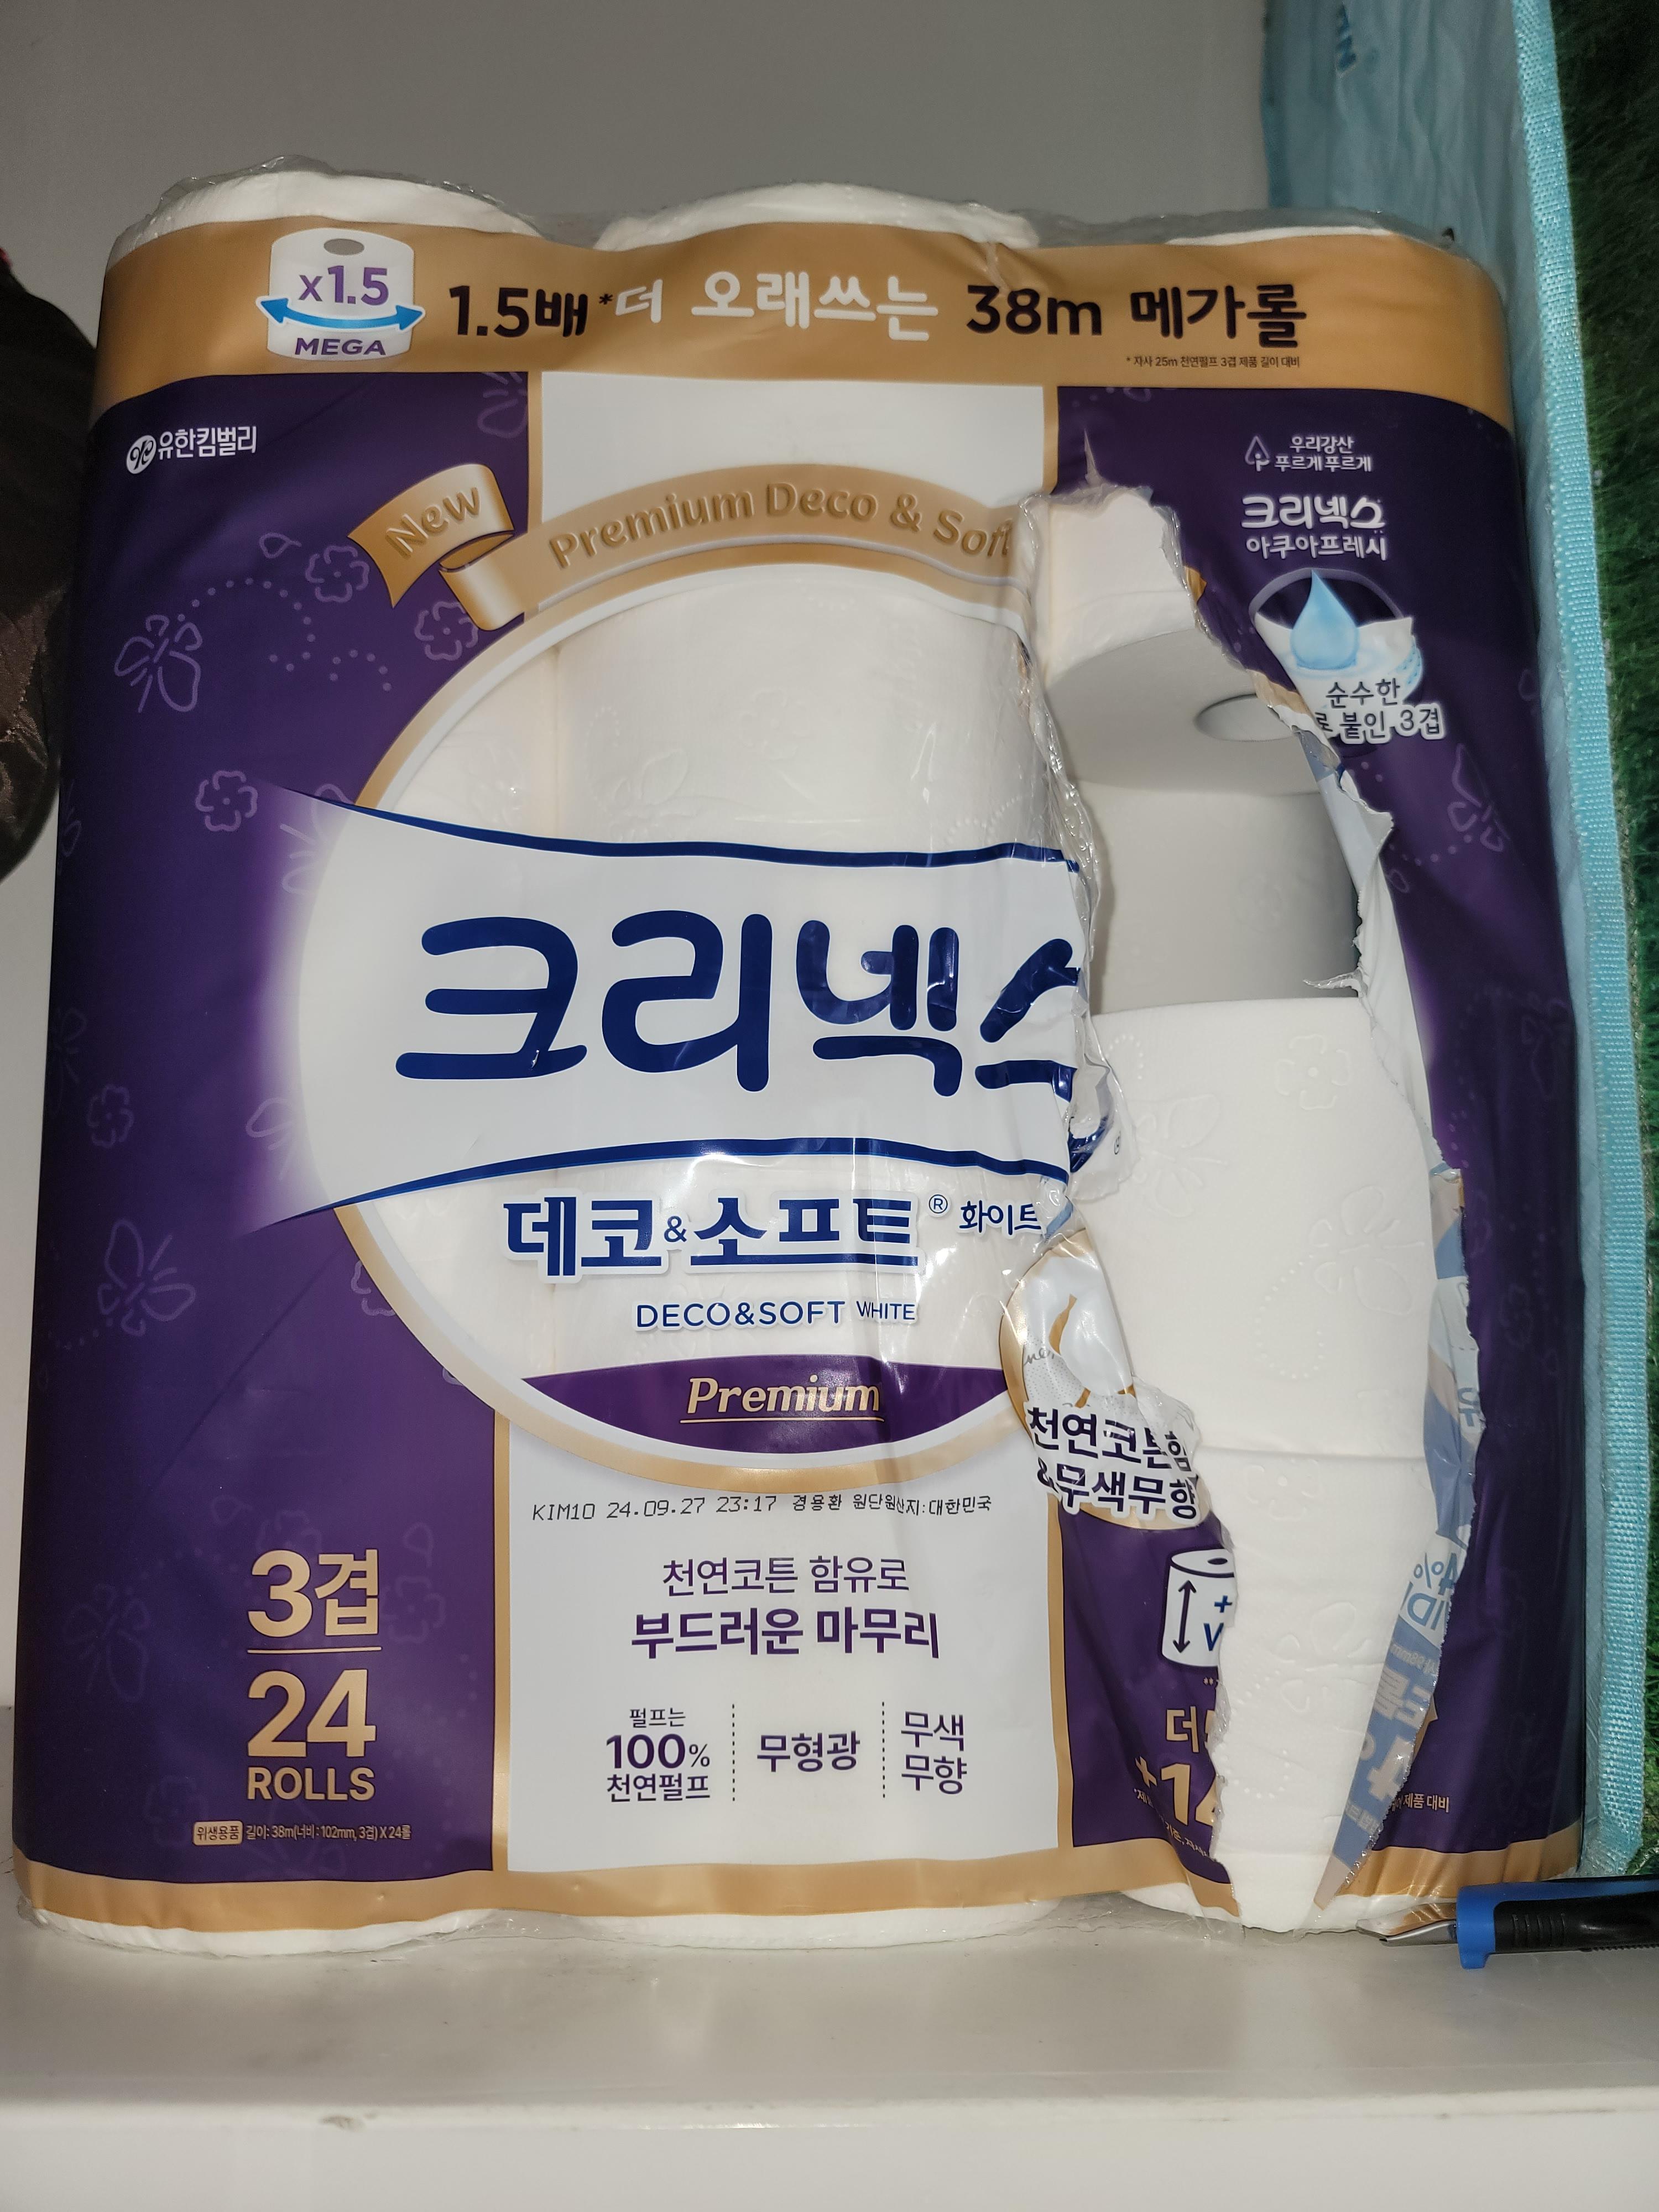 x1.5
MEGA
1.5배* 더 오래쓰는 38m 메가롤
* 자사 25m 천연펄프 3겹 제품 길이 대비
유한킴벌리
우리강산
푸르게 푸르게
New
Premium Deco & Soft
크리넥스
아쿠아프레시
순수한
로 붙인 3겹
크리넥스
데코&소프트® 화이트
DECO&SOFT WHITE
Premium
천연코튼함
&무색무향
KIM10 24.09.27 23:17 경용환 원단원산지:대한민국
천연코튼 함유로
부드러운 마무리
3겹
24
ROLLS
펄프는
100%
천연펄프
무형광
무색
무향
위생용품 길이: 38m(너비: 102mm, 3겹) X 24롤
제품 대비